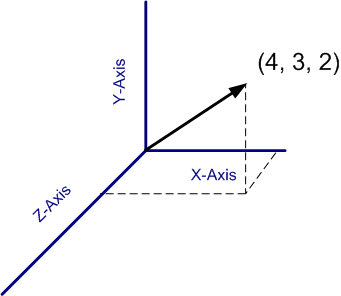 (4, 3, 2)
Y-Axis
X-Axis
Z-Axis